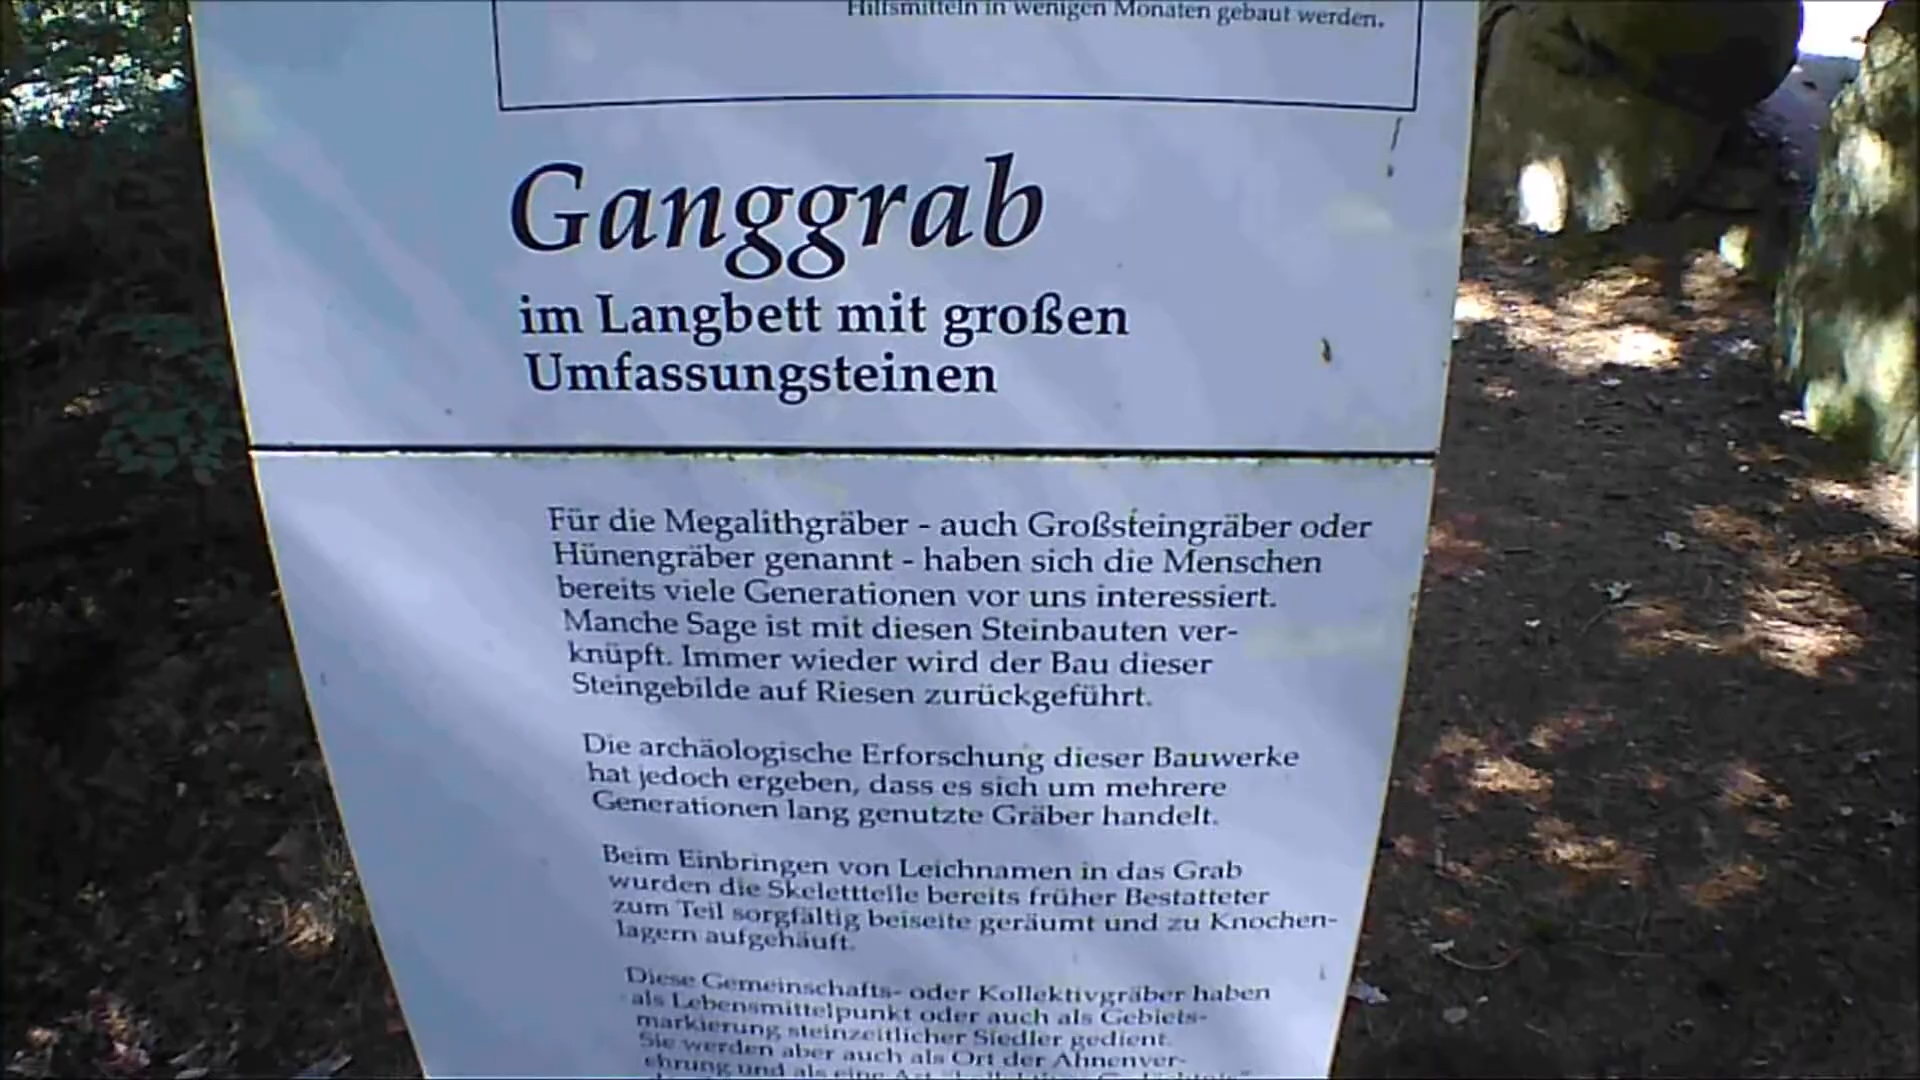 Hilfsmitteln in wenigen Monaten gebaut werden.
Ganggrab
im Langbett mit großen
Umfassungsteinen
Für die Megalithgräber - auch Großsteingräber oder
Hünengräber genannt - haben sich die Menschen
bereits viele Generationen vor uns interessiert.
Manche Sage ist mit diesen Steinbauten ver-
knüpft. Immer wieder wird der Bau dieser
Steingebilde auf Riesen zurückgeführt.
Die archäologische Erforschung dieser Bauwerke
hat jedoch ergeben, dass es sich um mehrere
Generationen lang genutzte Gräber handelt.
Beim Einbringen von Leichnamen in das Grab
wurden die Skelettteile bereits früher Bestatteter
zum Teil sorgfältig beiseite geräumt und zu Knochen-
lagern aufgehäuft.
Diese Gemeinschafts- oder Kollektivgräber haben
als Lebensmittelpunkt oder auch als Gebiets-
markierung steinzeitlicher Siedler gedient.
Sie werden aber auch als Ort der Ahnenver-
ehrung und als eine Art